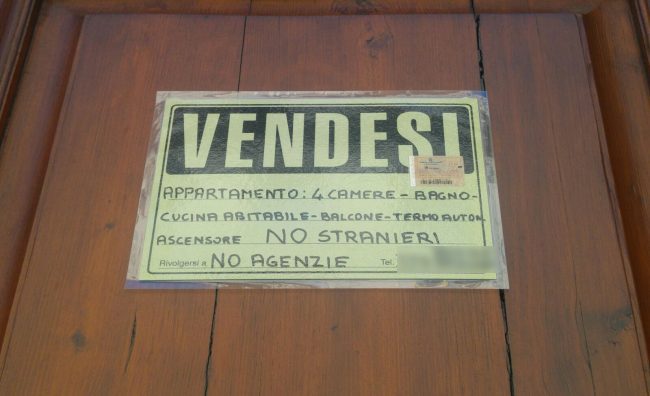 VENDESI
APPARTAMENTO: 4 CAMERE - BAGNO -
CUCINA ABITABILE - BALCONE - TERMO AUTON.
ASCENSORE NO STRANIERI
Rivolgersi a NO AGENZIE Tel.